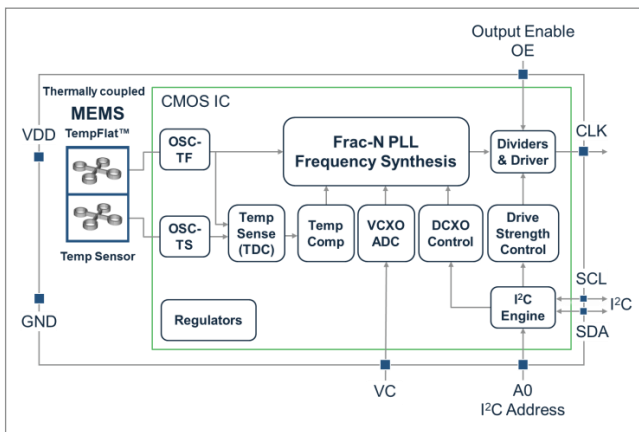 Output Enable
OE
Thermally coupled
MEMS
TempFlat™
CMOS IC
VDD
CLK
OSC-
TF
Frac-N PLL
Frequency Synthesis
Dividers
& Driver
OSC-
TS
Temp
Sense
(TDC)
Temp
Comp
VCXO
ADC
DCXO
Control
Drive
Strength
Control
Temp Sensor
SCL
I²C
SDA
I²C
Engine
GND
Regulators
VC
A0
I²C Address